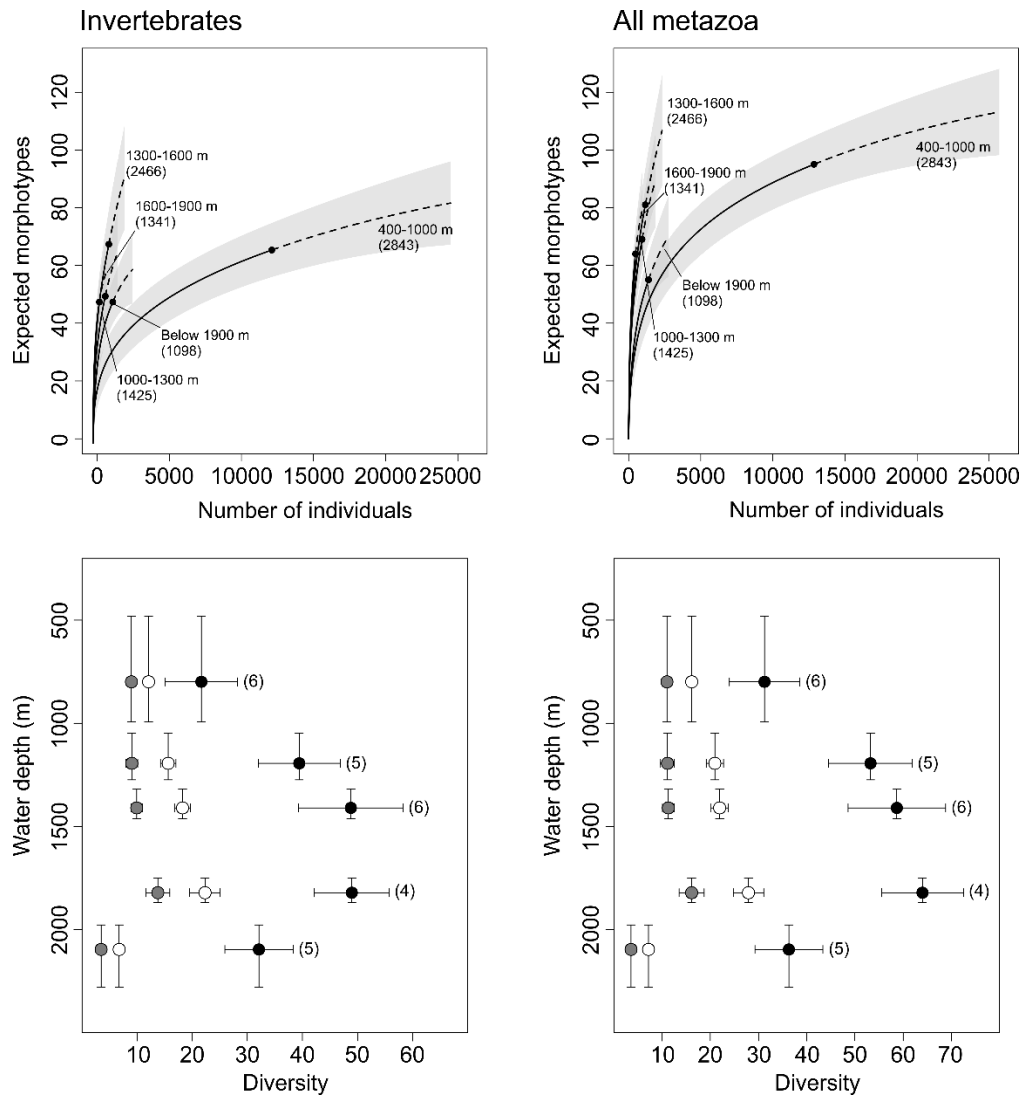 Invertebrates
All metazoa
Expected morphotypes
0 20 40 60 80 100 120
1300-1600 m
(2466)
1600-1900 m
(1341)
400-1000 m
(2843)
Below 1900 m
(1098)
1000-1300 m
(1425)
0 5000 10000 15000 20000 25000
Number of individuals
Expected morphotypes
0 20 40 60 80 100 120
1300-1600 m
(2466)
1600-1900 m
(1341)
400-1000 m
(2843)
Below 1900 m
(1098)
1000-1300 m
(1425)
0 5000 10000 15000 20000 25000
Number of individuals
Water depth (m)
500 1000 1500 2000
(6)
(5)
(6)
(4)
(5)
10 20 30 40 50 60
Diversity
Water depth (m)
500 1000 1500 2000
(6)
(5)
(6)
(4)
(5)
10 20 30 40 50 60 70
Diversity